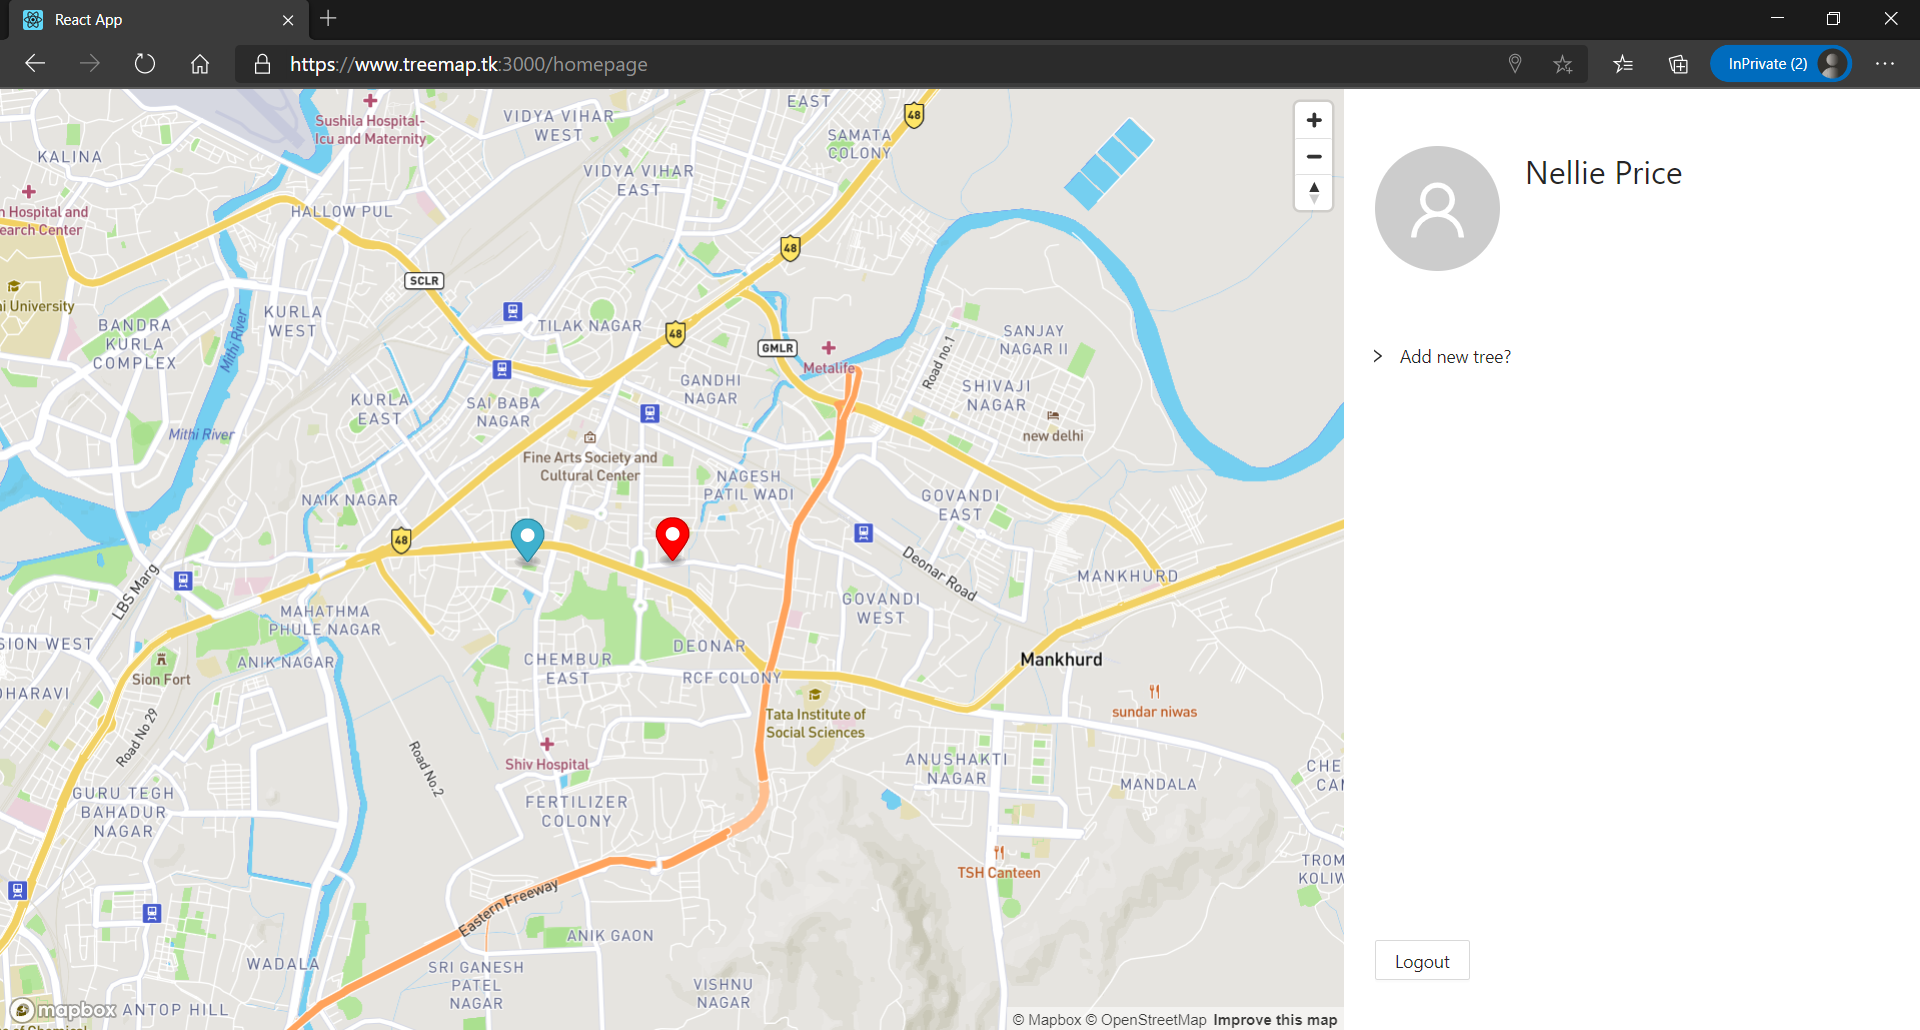 React App
https://www.treemap.tk:3000/homepage
InPrivate (2)
EAST
48
Sushila Hospital-
Icu and Maternity
VIDYA VIHAR
WEST
SAMATA
COLONY
KALINA
VIDYA VIHAR
EAST
Nellie Price
n Hospital and
earch Center
HALLOW PUL
48
SCLR
ni University
KURLA
WEST
BANDRA
KURLA
COMPLEX
Mithi River
TILAK NAGAR
48
GMLR
SANJAY
NAGAR II
Road no. 1
Metalife
Add new tree?
GANDHI
NAGAR
SHIVAJI
NAGAR
KURLA
EAST
SAI BABA
NAGAR
Mithi River
new delhi
Fine Arts Society and
Cultural Center
NAGESH
PATIL WADI
NAIK NAGAR
GOVANDI
EAST
48
Deonar Road
MANKHURD
LBS Marg
MAHATHMA
PHULE NAGAR
GOVANDI
WEST
SION WEST
DEONAR
CHEMBUR
EAST
ANIK NAGAR
Mankhurd
Sion Fort
RCF COLONY
DHARAVI
Tata Institute of
Social Sciences
sundar niwas
Road No 29
Road No.2
Shiv Hospital
ANUSHAKTI
NAGAR
MANDALA
CHE
CAN
GURU TEGH
BAHADUR
NAGAR
FERTILIZER
COLONY
TSH Canteen
TROM
KOLIW
Eastern Freeway
ANIK GAON
WADALA
SRI GANESH
PATEL
NAGAR
VISHNU
NAGAR
Logout
mapbox
ANTOP HILL
© Mapbox © OpenStreetMap Improve this map